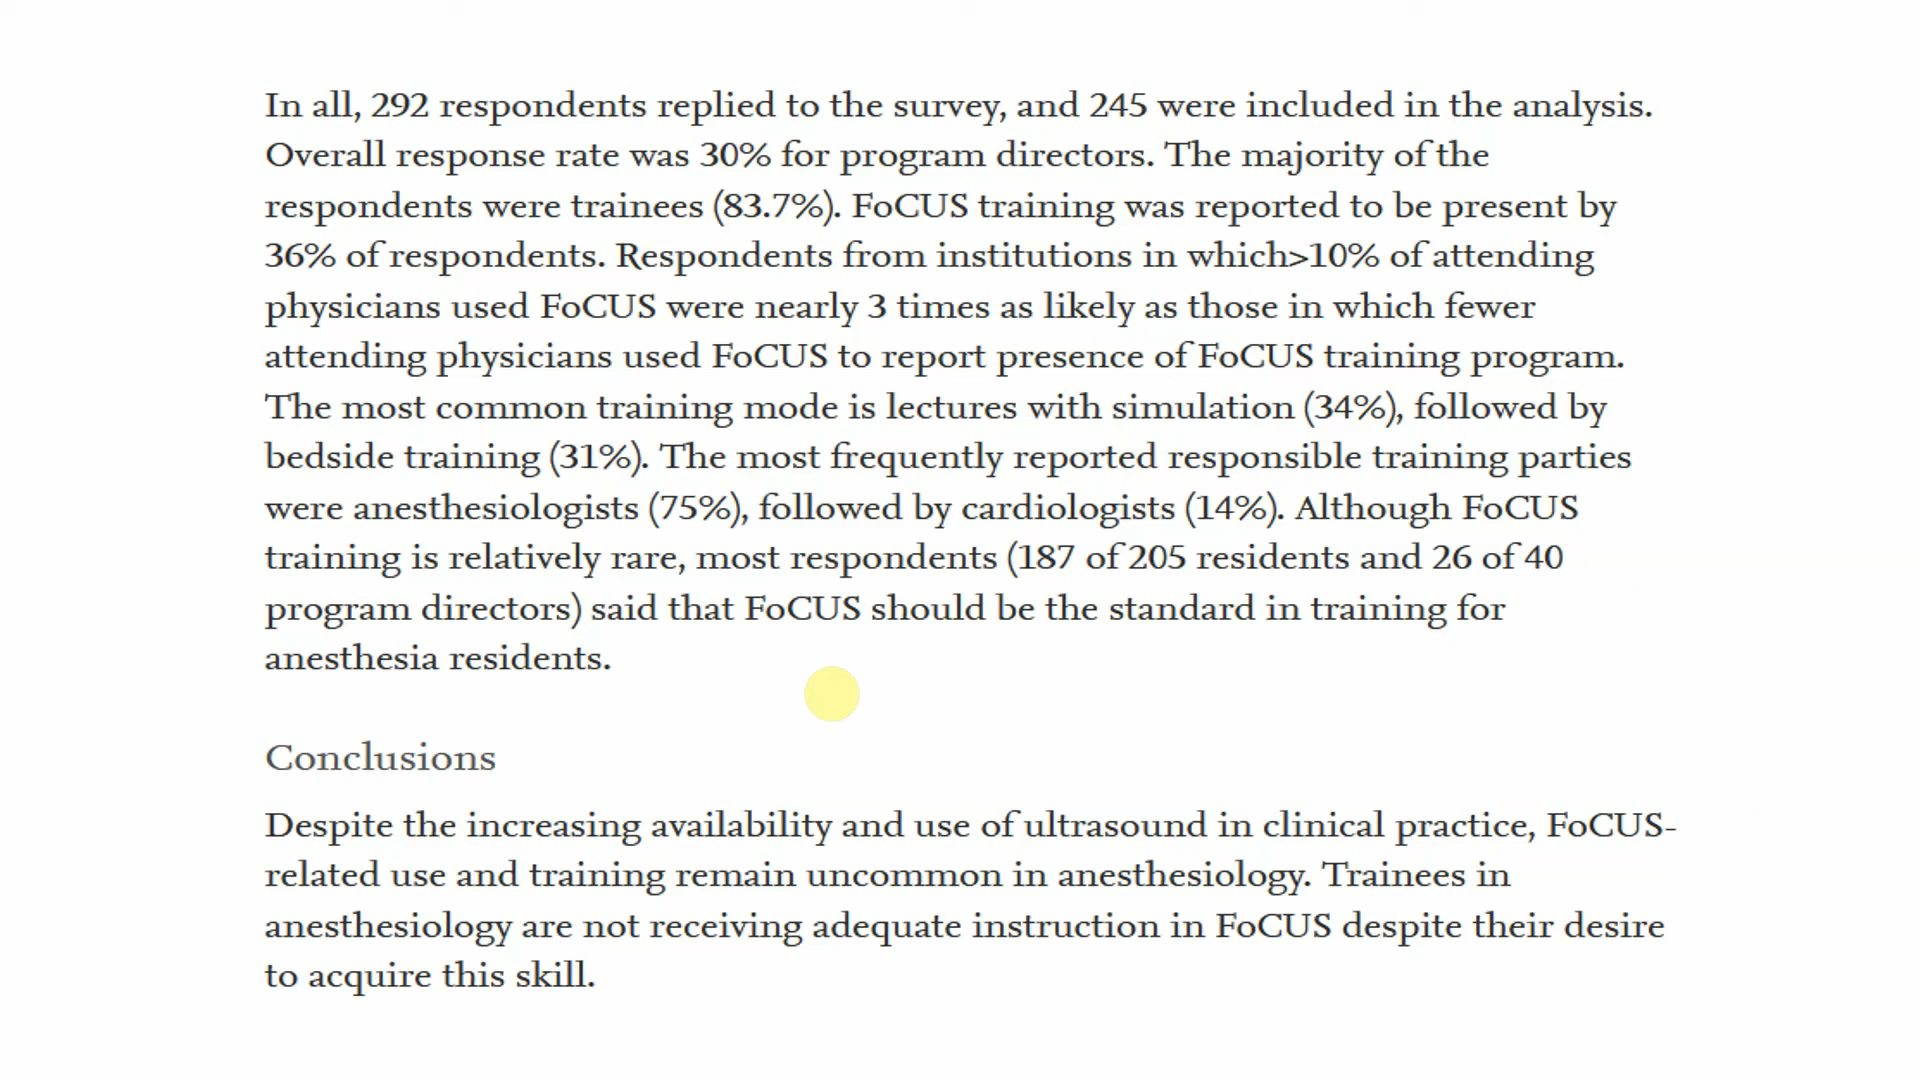 In all, 292 respondents replied to the survey, and 245 were included in the analysis.
Overall response rate was 30% for program directors. The majority of the
respondents were trainees (83.7%). FoCUS training was reported to be present by
36% of respondents. Respondents from institutions in which>10% of attending
physicians used FoCUS were nearly 3 times as likely as those in which fewer
attending physicians used FoCUS to report presence of FoCUS training program.
The most common training mode is lectures with simulation (34%), followed by
bedside training (31%). The most frequently reported responsible training parties
were anesthesiologists (75%), followed by cardiologists (14%). Although FoCUS
training is relatively rare, most respondents (187 of 205 residents and 26 of 40
program directors) said that FoCUS should be the standard in training for
anesthesia residents.
Conclusions
Despite the increasing availability and use of ultrasound in clinical practice, FoCUS-
related use and training remain uncommon in anesthesiology. Trainees in
anesthesiology are not receiving adequate instruction in FoCUS despite their desire
to acquire this skill.